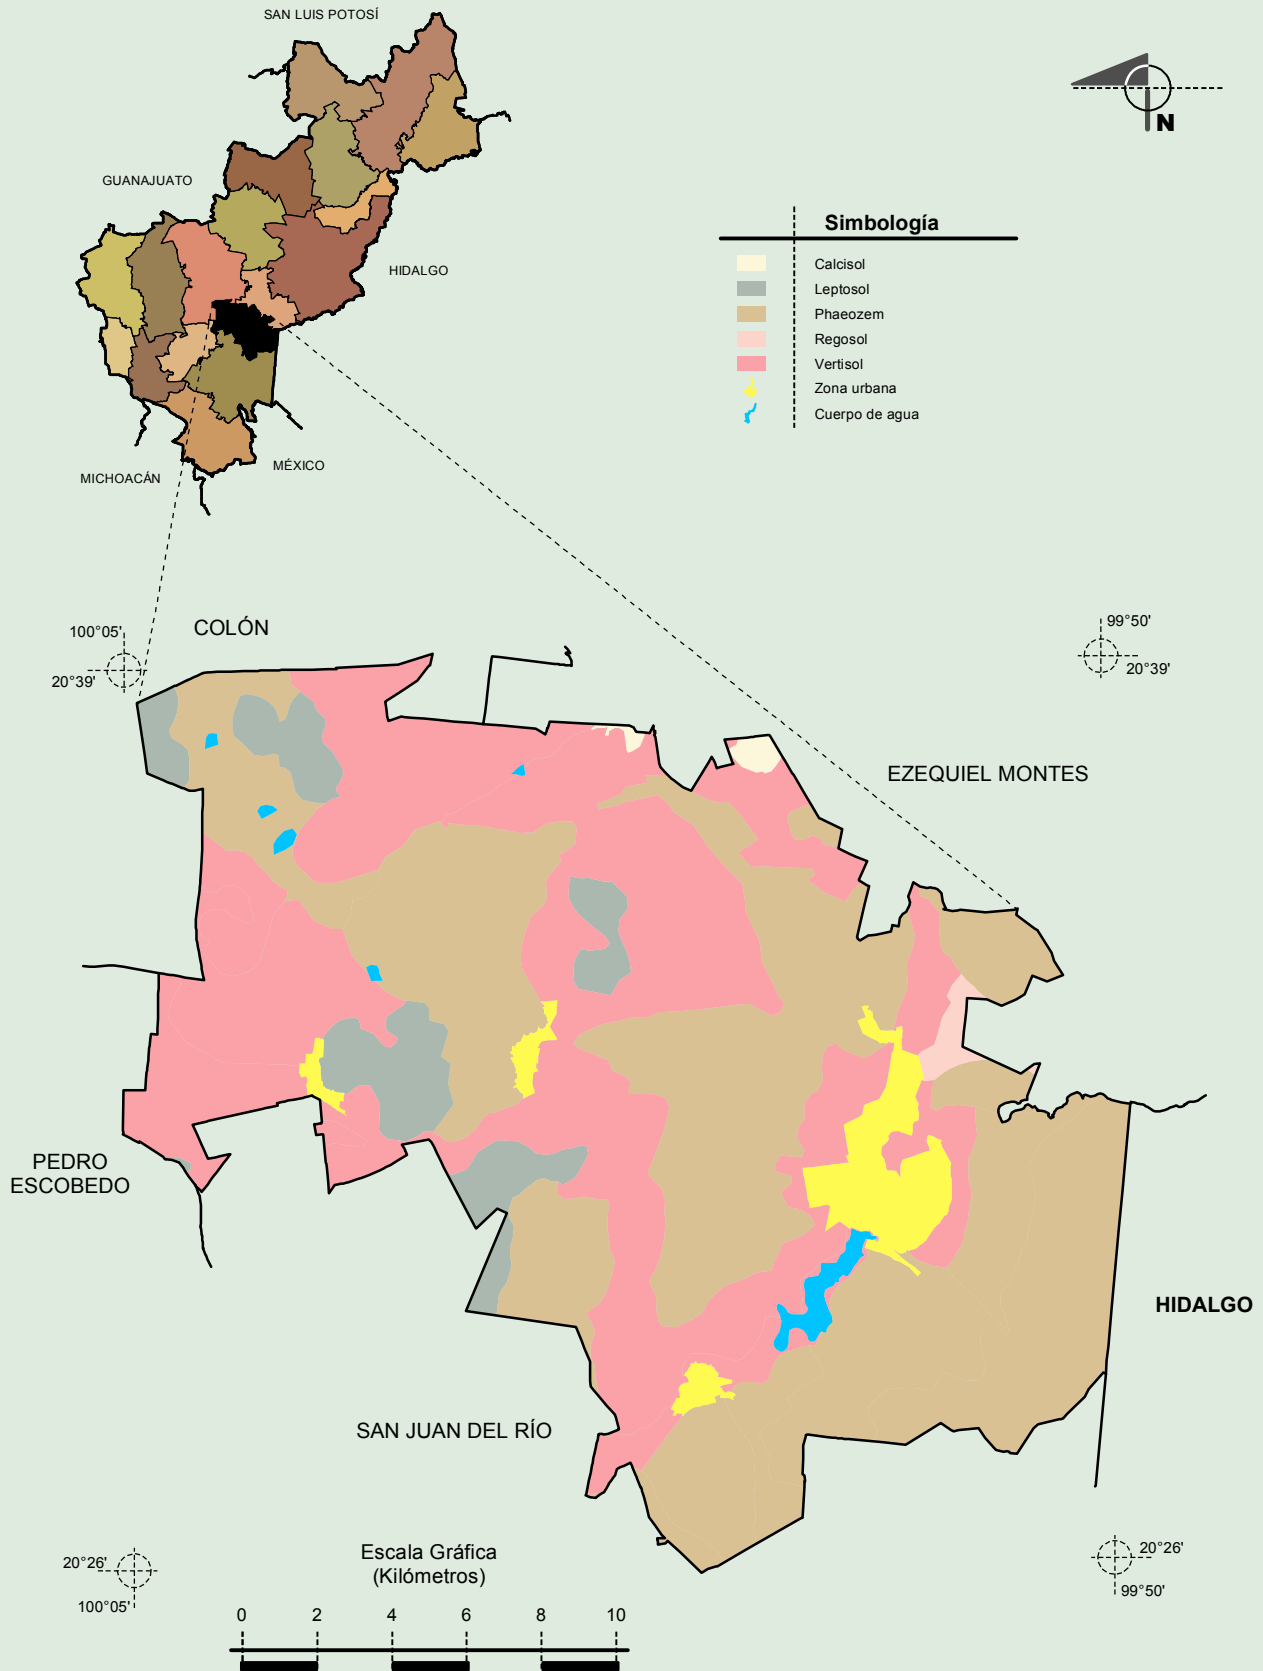 SAN LUIS POTOSÍ
GUANAJUATO
HIDALGO
MÉXICO
MICHOACÁN
N
Simbología
Calcisol
Leptosol
Phaeozem
Regosol
Vertisol
Zona urbana
Cuerpo de agua
100°05'
20°39'
COLÓN
99°50'
20°39'
EZEQUIEL MONTES
PEDRO
ESCOBEDO
HIDALGO
SAN JUAN DEL RÍO
20°26'
100°05'
Escala Gráfica
(Kilómetros)
0 2 4 6 8 10
20°26'
99°50'